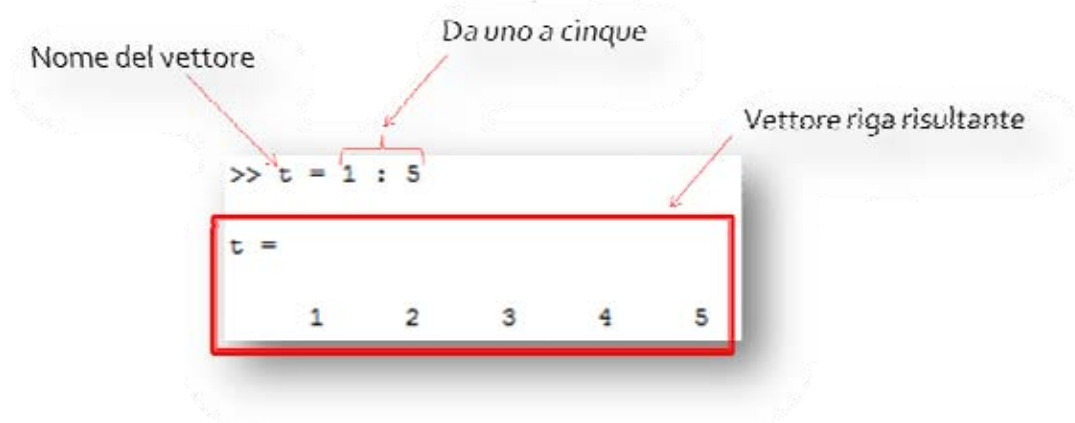 Da uno a cinque
Nome del vettore
Vettore riga risultante
>> t = 1 : 5
t =
1 2 3 4 5